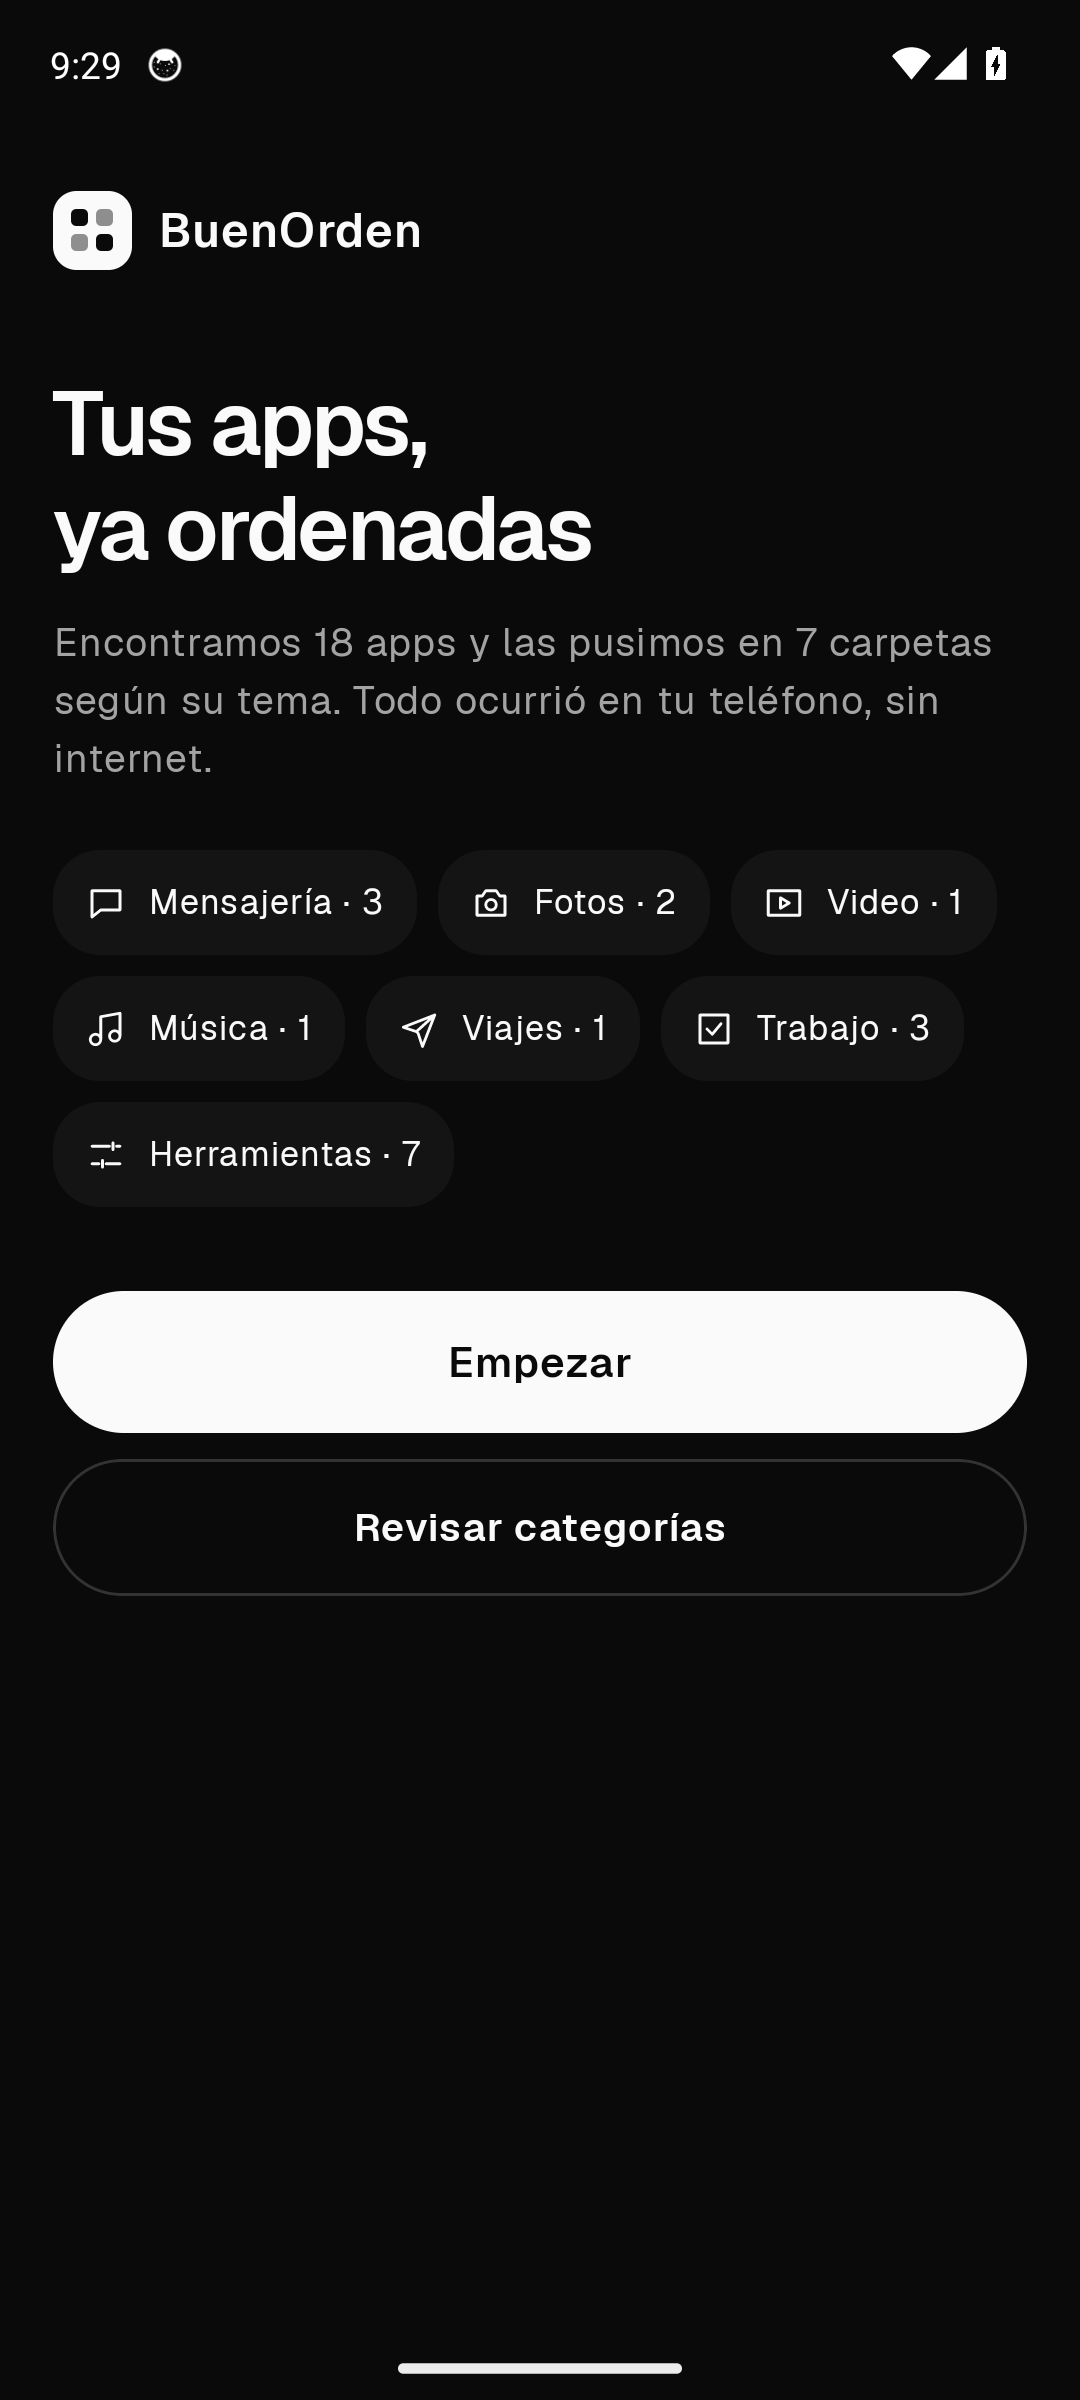 9:29
BuenOrden
Tus apps,
ya ordenadas
Encontramos 18 apps y las pusimos en 7 carpetas
según su tema. Todo ocurrió en tu teléfono, sin
internet.
Mensajería · 3
Fotos · 2
Video · 1
Música · 1
Viajes · 1
Trabajo · 3
Herramientas · 7
Empezar
Revisar categorías